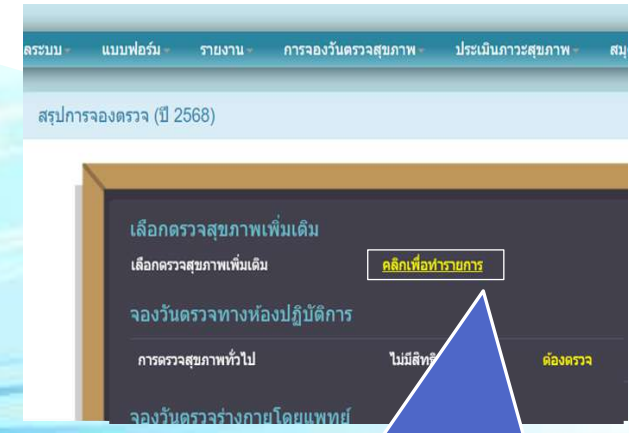 แบบฟอร์ม รายงาน การจองวันตรวจสุขภาพ ประเมินภาวะสุขภาพ
สรุปการจองตรวจ (ปี 2568)
เลือกตรวจสุขภาพเพิ่มเติม
เลือกตรวจสุขภาพเพิ่มเติม คลิกเพื่อทำรายการ
จองวันตรวจทางห้องปฏิบัติการ
การตรวจสุขภาพทั่วไป ไม่มีสิทธิ ต้องตรวจ
จองวันตรวจร่างกายโดยแพทย์